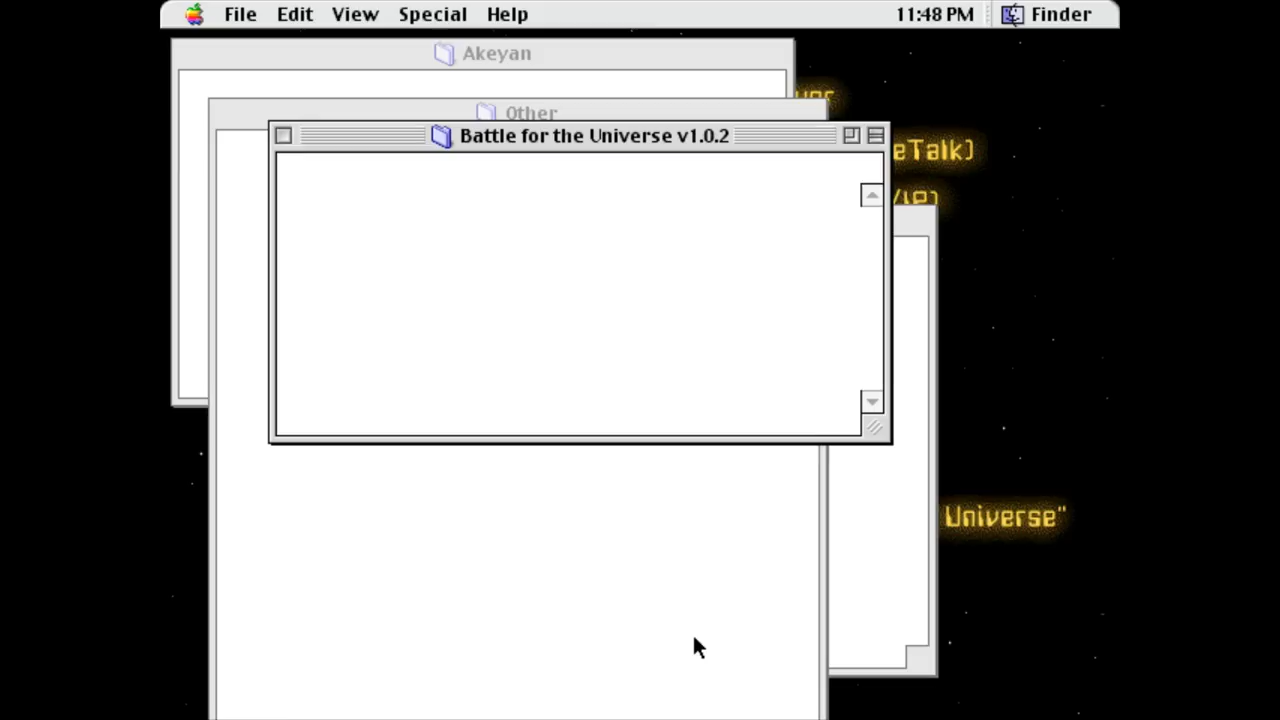 File Edit View Special Help 11:48 PM Finder
Akeyan
Other
Battle for the Universe v1.0.2
eTalk)
Universe"